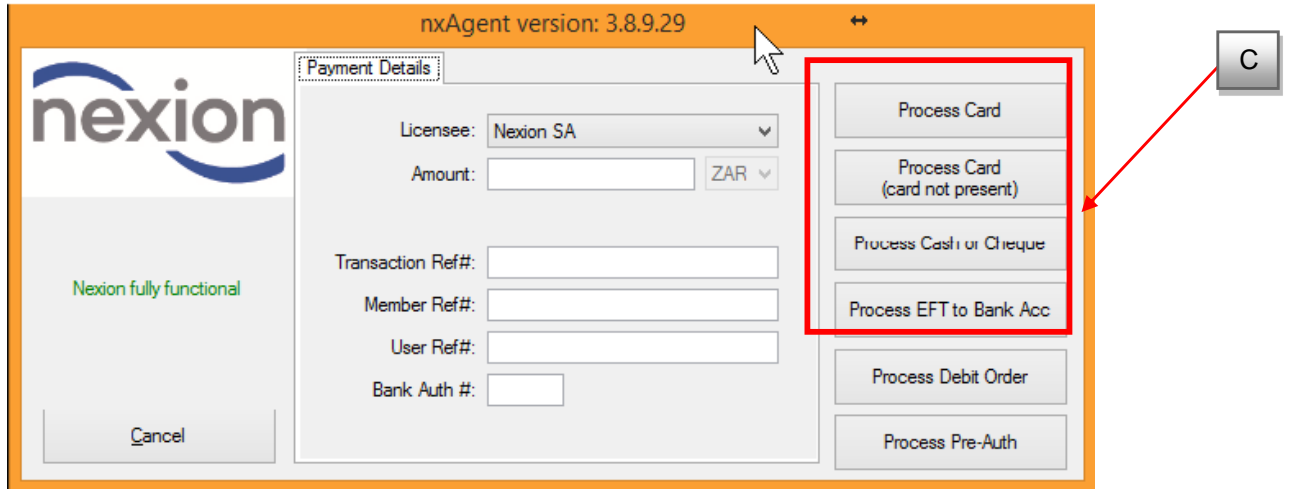 nxAgent version: 3.8.9.29
C
nexion
Payment Details
Licensee: Nexion SA
Amount: ZAR
Transaction Ref#:
Member Ref#:
User Ref#:
Bank Auth #:
Nexion fully functional
Cancel
Process Card
Process Card
(card not present)
Process Cash or Cheque
Process EFT to Bank Acc
Process Debit Order
Process Pre-Auth